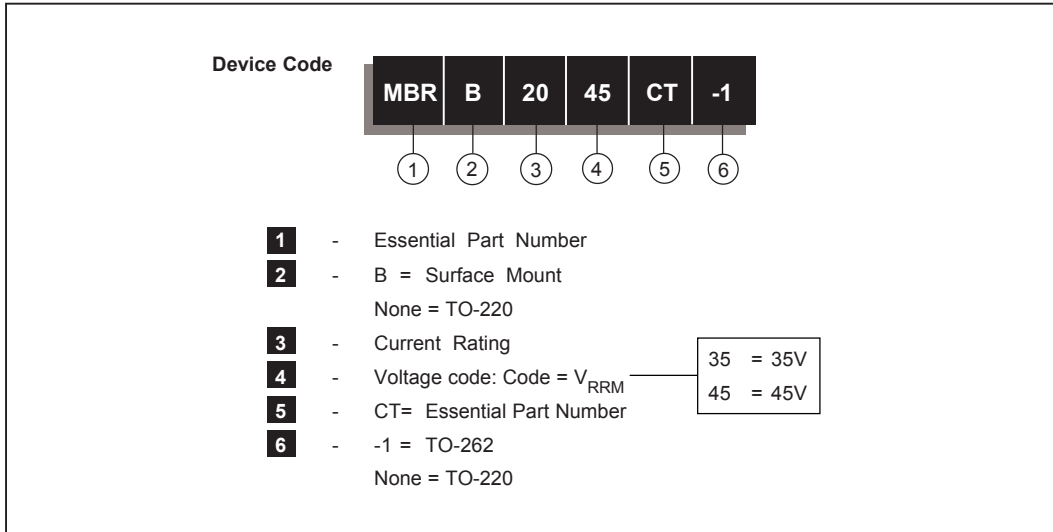 Device Code
MBR B 20 45 CT -1
1 2 3 4 5 6
1 - Essential Part Number
2 - B = Surface Mount
None = TO-220
3 - Current Rating
4 - Voltage code: Code = VRRM
35 = 35V
45 = 45V
5 - CT= Essential Part Number
6 - -1 = TO-262
None = TO-220